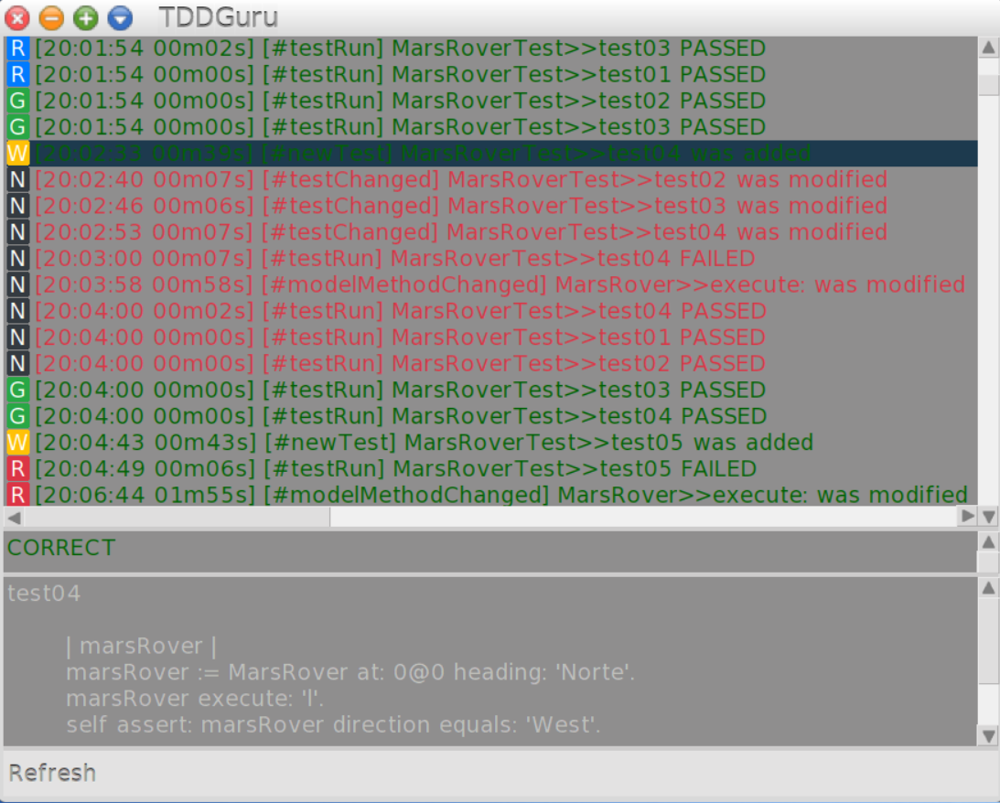 TDDGuru
R [20:01:54 00m02s] [#testRun] MarsRoverTest>>test03 PASSED
R [20:01:54 00m00s] [#testRun] MarsRoverTest>>test01 PASSED
G [20:01:54 00m00s] [#testRun] MarsRoverTest>>test02 PASSED
G [20:01:54 00m00s] [#testRun] MarsRoverTest>>test03 PASSED
W [20:02:33 00m39s] [#newTest] MarsRoverTest>>test04 was added
N [20:02:40 00m07s] [#testChanged] MarsRoverTest>>test02 was modified
N [20:02:46 00m06s] [#testChanged] MarsRoverTest>>test03 was modified
N [20:02:53 00m07s] [#testChanged] MarsRoverTest>>test04 was modified
N [20:03:00 00m07s] [#testRun] MarsRoverTest>>test04 FAILED
N [20:03:58 00m58s] [#modelMethodChanged] MarsRover>>execute: was modified
N [20:04:00 00m02s] [#testRun] MarsRoverTest>>test04 PASSED
N [20:04:00 00m00s] [#testRun] MarsRoverTest>>test01 PASSED
N [20:04:00 00m00s] [#testRun] MarsRoverTest>>test02 PASSED
G [20:04:00 00m00s] [#testRun] MarsRoverTest>>test03 PASSED
G [20:04:00 00m00s] [#testRun] MarsRoverTest>>test04 PASSED
W [20:04:43 00m43s] [#newTest] MarsRoverTest>>test05 was added
R [20:04:49 00m06s] [#testRun] MarsRoverTest>>test05 FAILED
R [20:06:44 01m55s] [#modelMethodChanged] MarsRover>>execute: was modified
CORRECT
test04
| marsRover |
marsRover := MarsRover at: 0@0 heading: 'Norte'.
marsRover execute: 'l'.
self assert: marsRover direction equals: 'West'.
Refresh